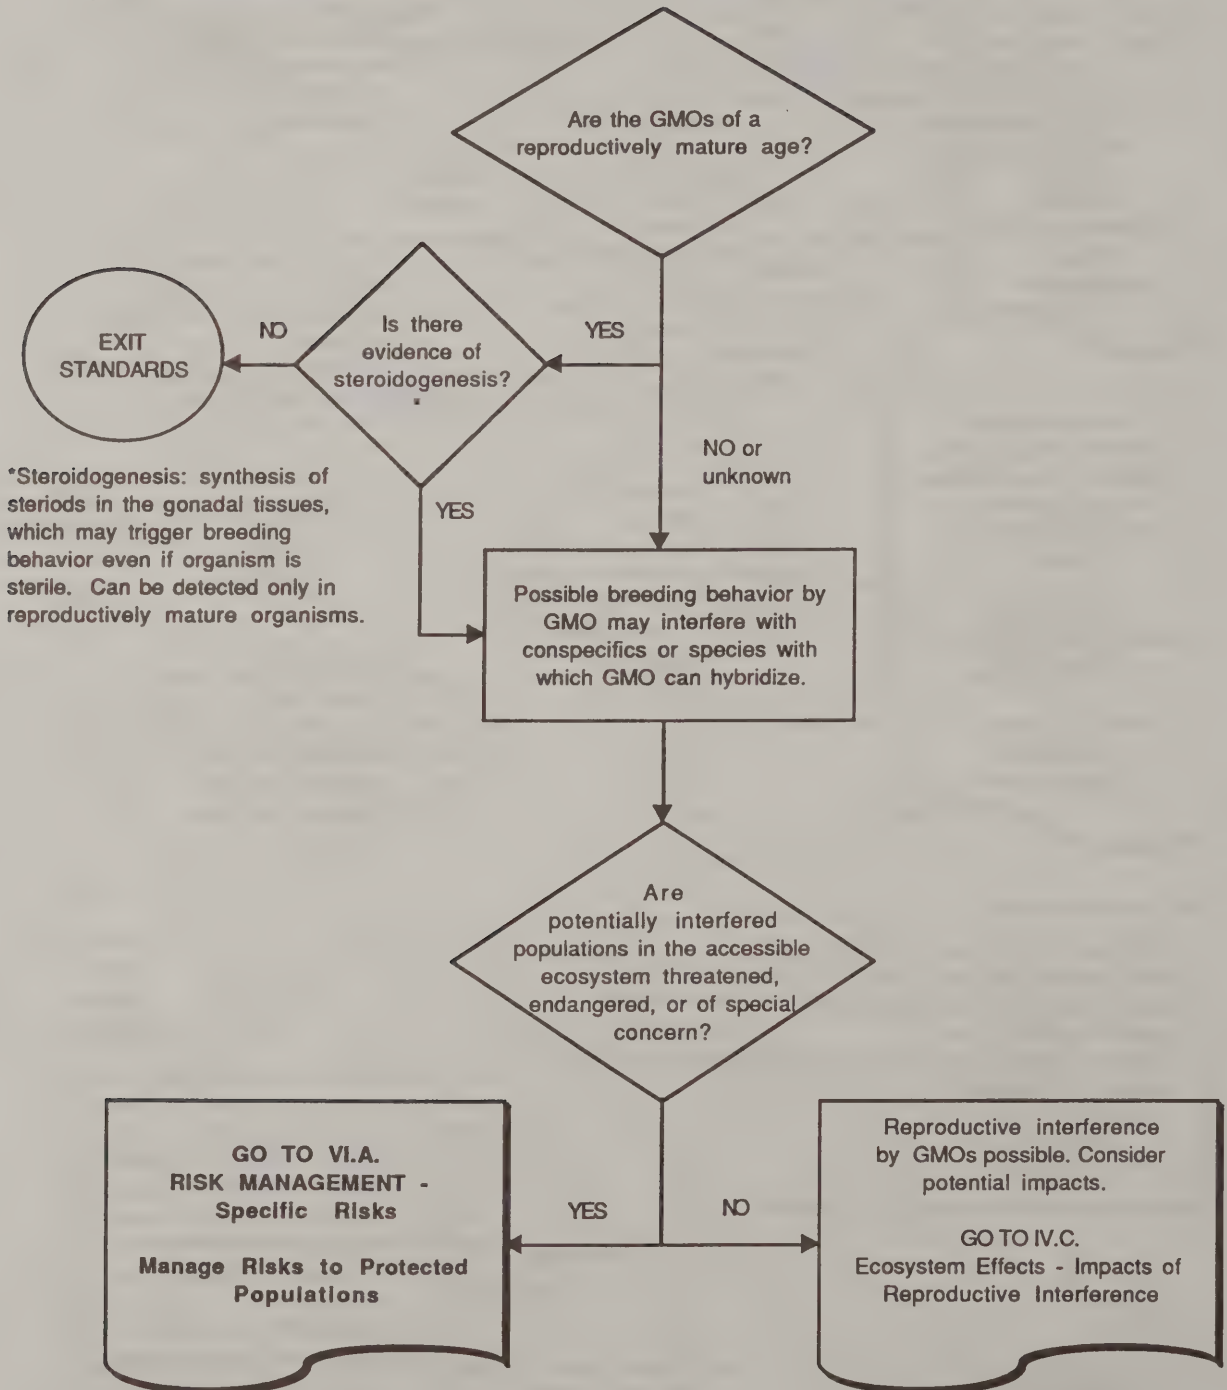 Are the GMOs of a
reproductively mature age?
Is there
evidence of
steroidogenesis?
*
YES
NO
EXIT
STANDARDS
NO or
unknown
YES
*Steroidogenesis: synthesis of
steriods in the gonadal tissues,
which may trigger breeding
behavior even if organism is
sterile. Can be detected only in
reproductively mature organisms.
Possible breeding behavior by
GMO may interfere with
conspecifics or species with
which GMO can hybridize.
Are
potentially interfered
populations in the accessible
ecosystem threatened,
endangered, or of special
concern?
YES
NO
GO TO VI.A.
RISK MANAGEMENT -
Specific Risks
Manage Risks to Protected
Populations
Reproductive interference
by GMOs possible. Consider
potential impacts.
GO TO IV.C.
Ecosystem Effects - Impacts of
Reproductive Interference